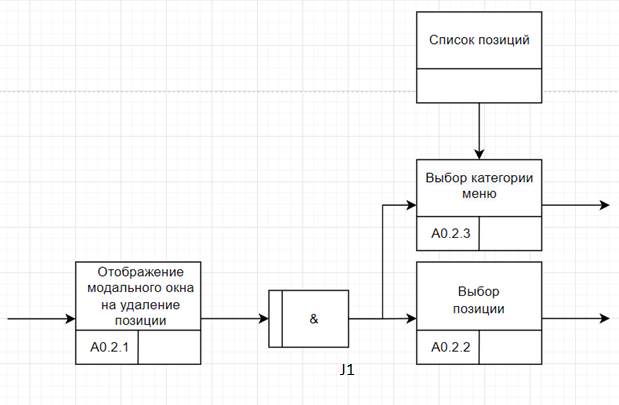 Список позиций
Выбор категории
меню
A0.2.3
Отображение
модального окна
на удаление
позиции
A0.2.1
&
J1
Выбор
позиции
A0.2.2